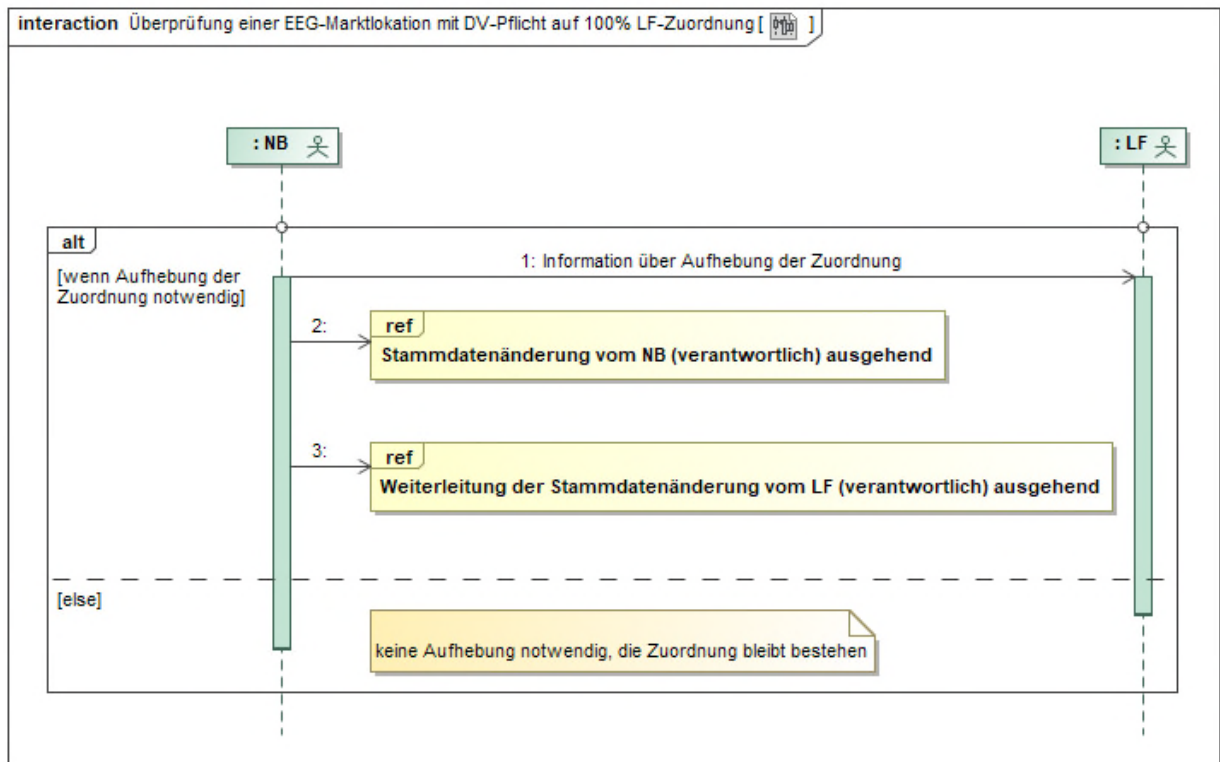 interaction Überprüfung einer EEG-Marktlokation mit DV-Pflicht auf 100% LF-Zuordnung [ ]
: NB
: LF
alt
[wenn Aufhebung der
Zuordnung notwendig]
1: Information über Aufhebung der Zuordnung
2:
ref
Stammdatenänderung vom NB (verantwortlich) ausgehend
3:
ref
Weiterleitung der Stammdatenänderung vom LF (verantwortlich) ausgehend
[else]
keine Aufhebung notwendig, die Zuordnung bleibt bestehen